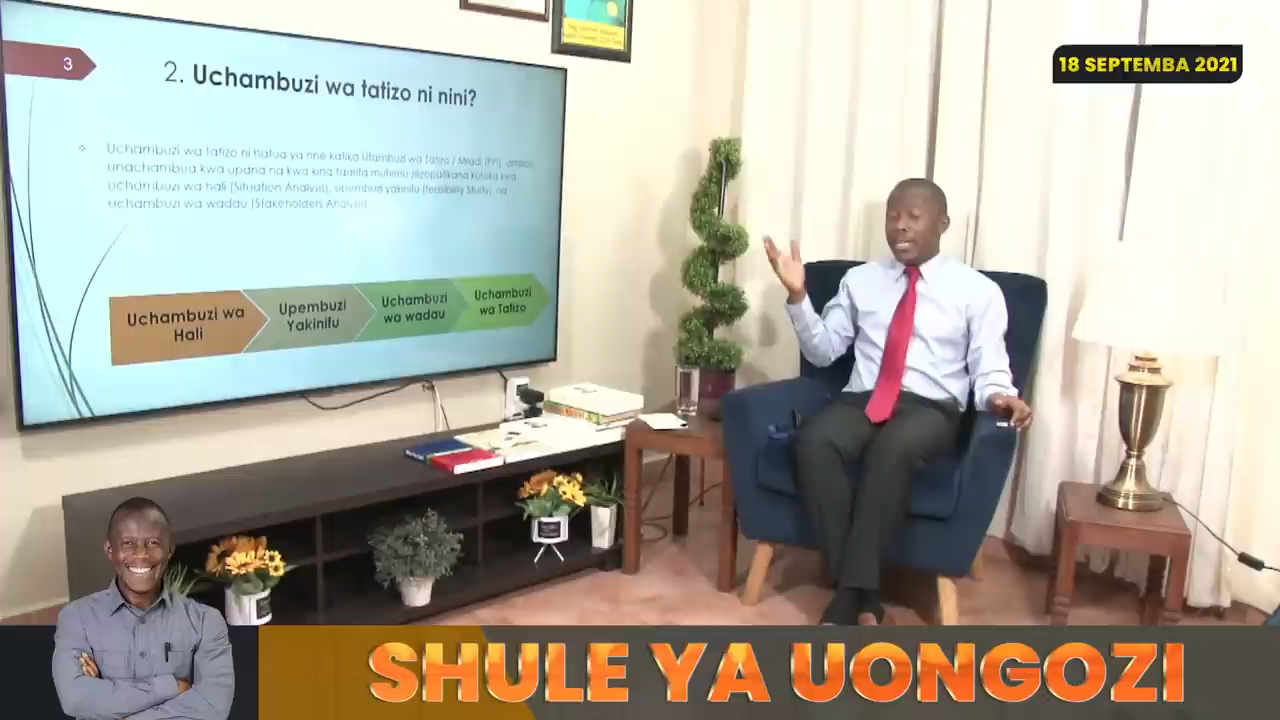 18 SEPTEMBA 2021
3
2. Uchambuzi wa tatizo ni nini?
Uchambuzi wa tatizo ni hatua ya nne katika Utambuzi wa Tatizo / Mradi (PPI)
unachambua kwa upana na kwa kina taarifa muhimu zilizopatikana kutoka kwa
uchambuzi wa hali (Situation Analysis), upembuzi yakinifu (feasibility Study) na
uchambuzi wa wadau (Stakeholders Analysis)
Uchambuzi wa
Hali
Upembuzi
Yakinifu
Uchambuzi
wa wadau
Uchambuzi
wa Tatizo
SHULE YA UONGOZI